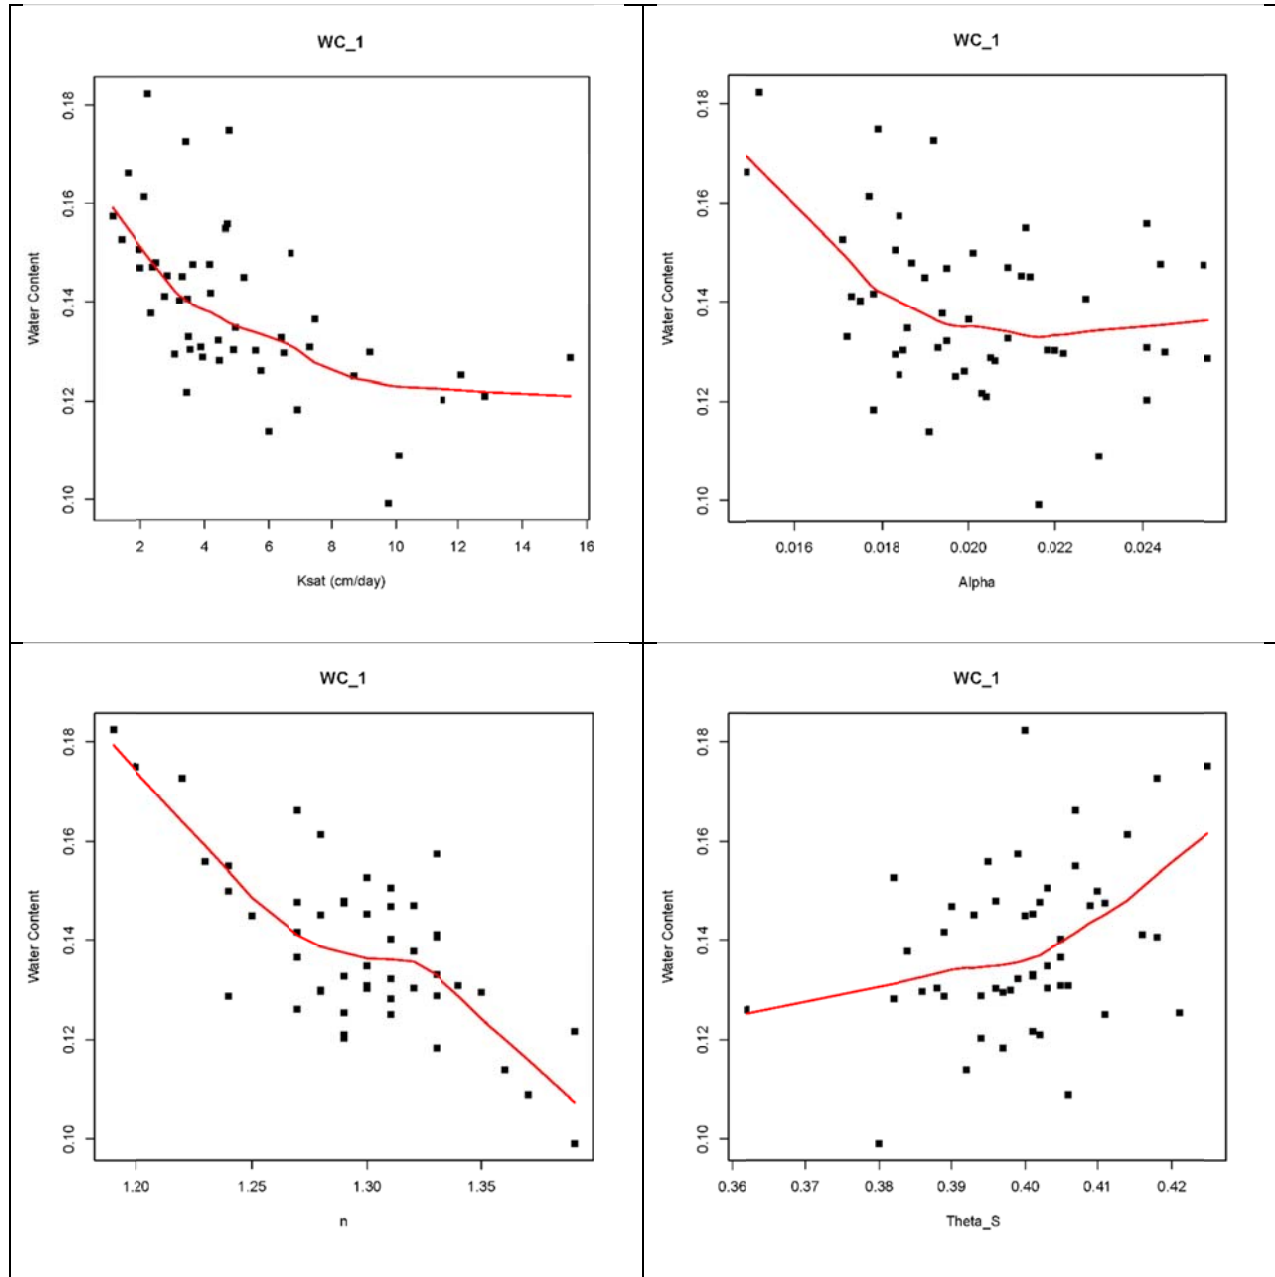 WC_1
Water Content
0.18
0.16
0.14
0.12
0.10
2 4 6 8 10 12 14 16
Ksat (cm/day)
WC_1
Water Content
0.18
0.16
0.14
0.12
0.10
0.016 0.018 0.020 0.022 0.024
Alpha
WC_1
Water Content
0.18
0.16
0.14
0.12
0.10
1.20 1.25 1.30 1.35
n
WC_1
Water Content
0.18
0.16
0.14
0.12
0.10
0.36 0.37 0.38 0.39 0.40 0.41 0.42
Theta_S